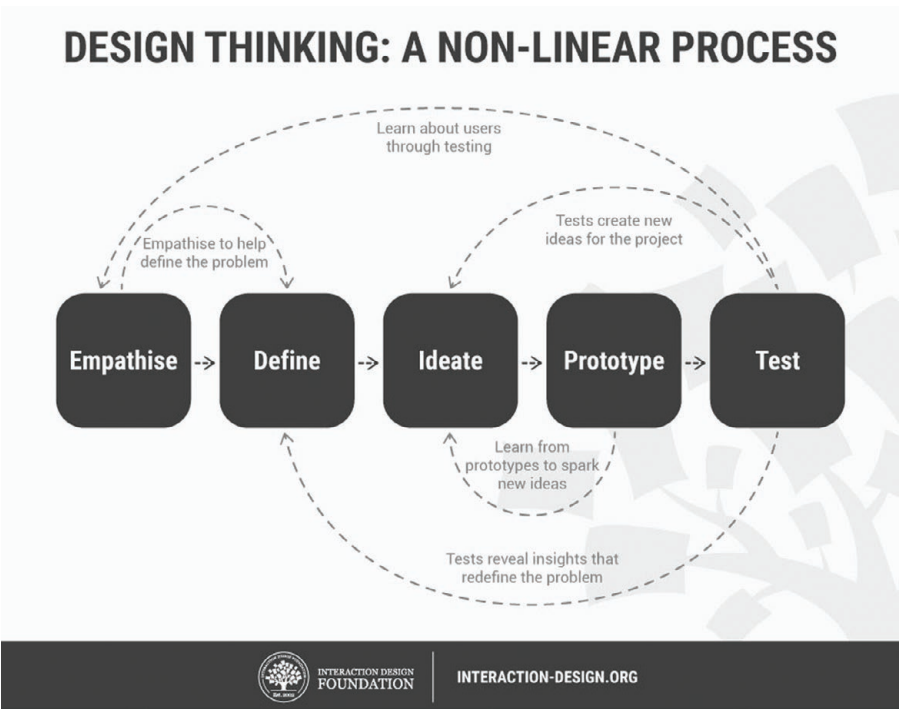 DESIGN THINKING: A NON-LINEAR PROCESS
Learn about users
through testing
Tests create new
ideas for the project
Empathise to help
define the problem
Empathise
Define
Ideate
Prototype
Test
Learn from
prototypes to spark
new ideas
Tests reveal insights that
redefine the problem
INTERACTION DESIGN
FOUNDATION
INTERACTION-DESIGN.ORG
Est. 2002